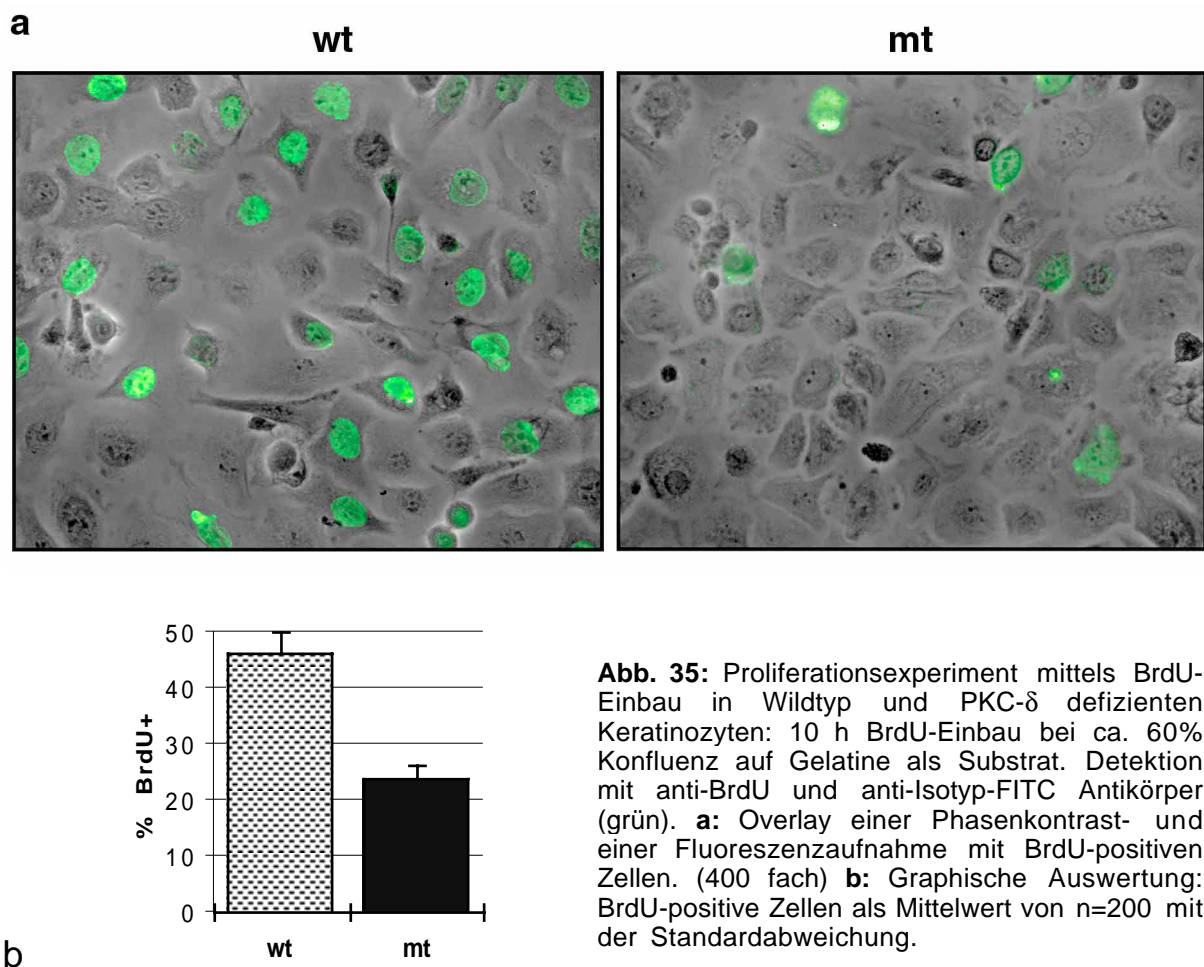 a
wt
mt
50
40
30
20
10
0
% BrdU+
wt
mt
b
Abb. 35: Proliferationsexperiment mittels BrdU-
Einbau in Wildtyp und PKC-δ defizienten
Keratinozyten: 10 h BrdU-Einbau bei ca. 60%
Konfluenz auf Gelatine als Substrat. Detektion
mit anti-BrdU und anti-Isotyp-FITC Antikörper
(grün). a: Overlay einer Phasenkontrast- und
einer Fluoreszenzaufnahme mit BrdU-positiven
Zellen. (400 fach) b: Graphische Auswertung:
BrdU-positive Zellen als Mittelwert von n=200 mit
der Standardabweichung.